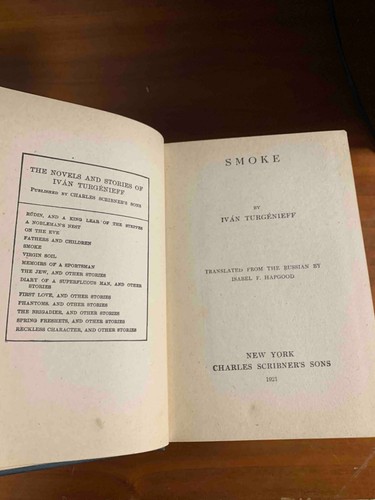 THE NOVELS AND STORIES OF
IVÁN TURGÉNIEFF
PUBLISHED BY CHARLES SCRIBNER'S SONS
RÚDIN, AND A KING LEAR OF THE STEPPES
A NOBLEMAN'S NEST
ON THE EVE
FATHERS AND CHILDREN
SMOKE
VIRGIN SOIL
MEMOIRS OF A SPORTSMAN
THE JEW, AND OTHER STORIES
DIARY OF A SUPERFLUOUS MAN, AND OTHER
STORIES
FIRST LOVE, AND OTHER STORIES
PHANTOMS, AND OTHER STORIES
THE BRIGADIER, AND OTHER STORIES
SPRING FRESHETS, AND OTHER STORIES
RECKLESS CHARACTER, AND OTHER STORIES
SMOKE
BY
IVÁN TURGÉNIEFF
TRANSLATED FROM THE RUSSIAN BY
ISABEL F. HAPGOOD
NEW YORK
CHARLES SCRIBNER'S SONS
1921